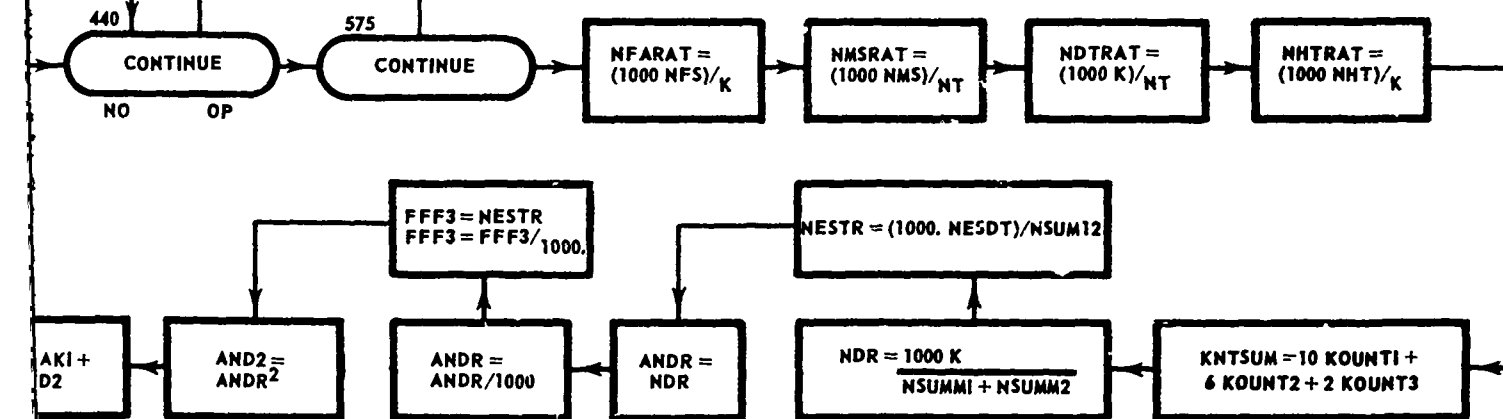 440
CONTINUE
NO OP
575
CONTINUE
NFARAT =
(1000 NFS)/K
NMSRAT =
(1000 NMS)/NT
NDTRAT =
(1000 K)/NT
NHTRAT =
(1000 NHT)/K
FFF3 = NESTR
FFF3 = FFF3/1000.
NESTR = (1000. NESDT)/NSUM12
AK1 +
D2
AND2 =
ANDR2
ANDR =
ANDR/1000
ANDR =
NDR
NDR = 1000 K
NSUMM1 + NSUMM2
KNTSUM = 10 KOUNT1 +
6 KOUNT2 + 2 KOUNT3